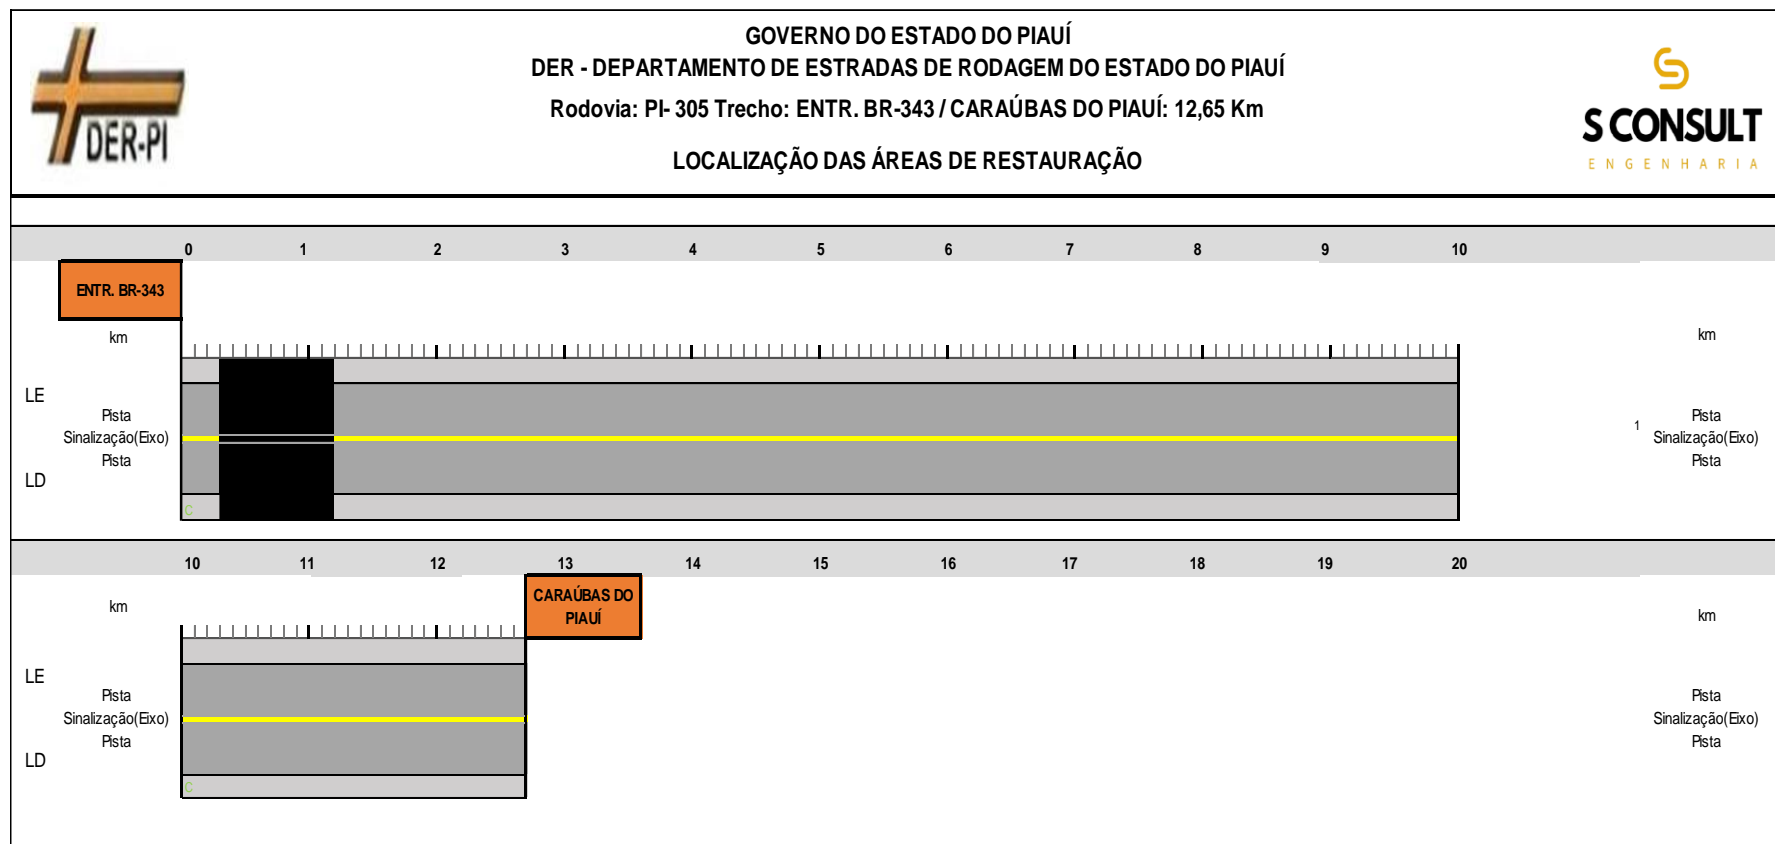 GOVERNO DO ESTADO DO PIAUÍ
DER - DEPARTAMENTO DE ESTRADAS DE RODAGEM DO ESTADO DO PIAUÍ
Rodovia: PI- 305 Trecho: ENTR. BR-343 / CARAÚBAS DO PIAUÍ: 12,65 Km
LOCALIZAÇÃO DAS ÁREAS DE RESTAURAÇÃO
DER-PI
S CONSULT
ENGENHARIA
0 1 2 3 4 5 6 7 8 9 10
ENTR. BR-343
km km
LE
Pista Pista
Sinalização(Eixo) 1 Sinalização(Eixo)
Pista Pista
LD
C
10 11 12 13 14 15 16 17 18 19 20
CARAÚBAS DO
PIAUÍ
km km
LE
Pista Pista
Sinalização(Eixo) Sinalização(Eixo)
Pista Pista
LD
C